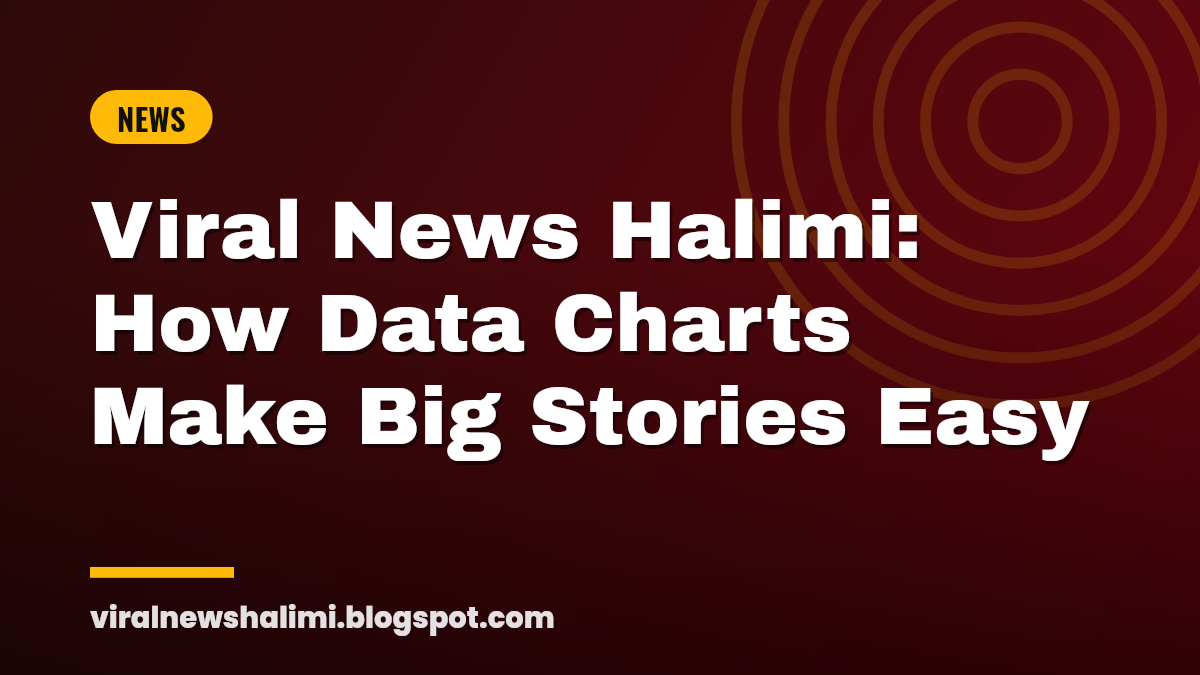 NEWS
Viral News Halimi:
How Data Charts
Make Big Stories Easy
viralnewshalimi.blogspot.com